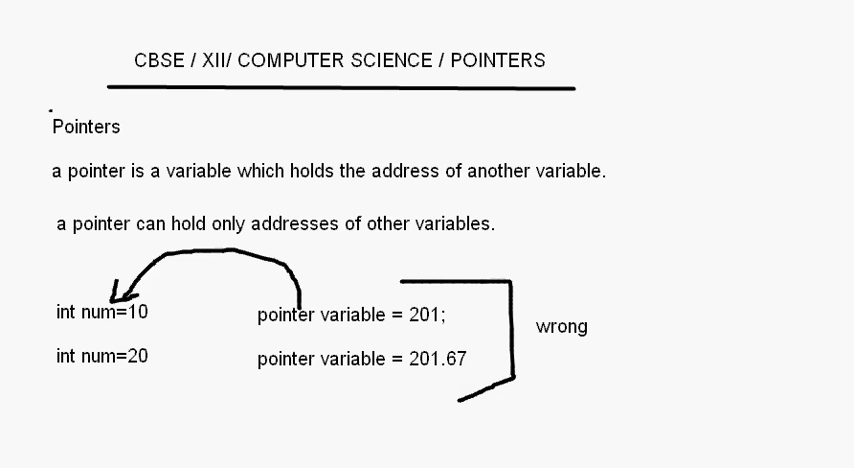 CBSE / XII/ COMPUTER SCIENCE / POINTERS
Pointers
a pointer is a variable which holds the address of another variable.
a pointer can hold only addresses of other variables.
int num=10 pointer variable = 201;
wrong
int num=20 pointer variable = 201.67